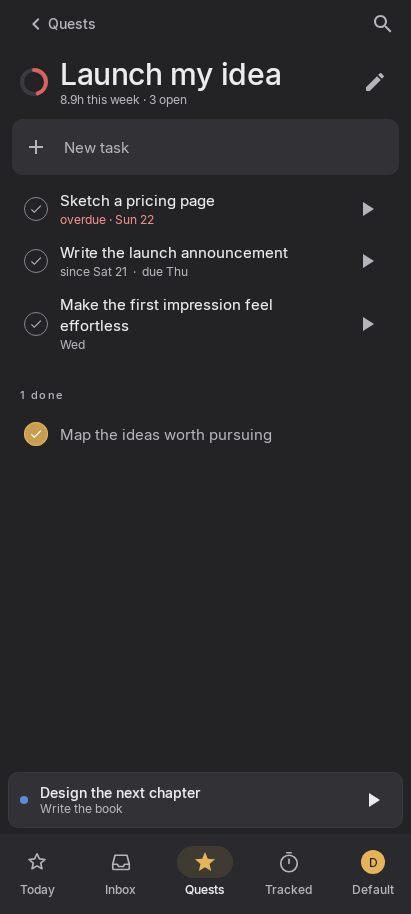 Quests
Launch my idea
8.9h this week · 3 open
New task
Sketch a pricing page
overdue · Sun 22
Write the launch announcement
since Sat 21 · due Thu
Make the first impression feel
effortless
Wed
1 done
Map the ideas worth pursuing
Design the next chapter
Write the book
D
Today
Inbox
Quests
Tracked
Default